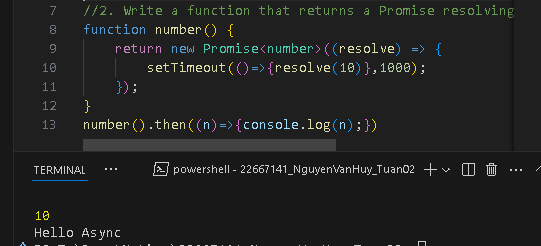 7 //2. Write a function that returns a Promise resolving
8 function number() {
9 return new Promise<number>((resolve) => {
10 setTimeout(()=>{resolve(10)},1000);
11 });
12 }
13 number().then((n)=>{console.log(n);})
TERMINAL ··· powershell - 22667141_NguyenVanHuy_Tuan02
10
Hello Async